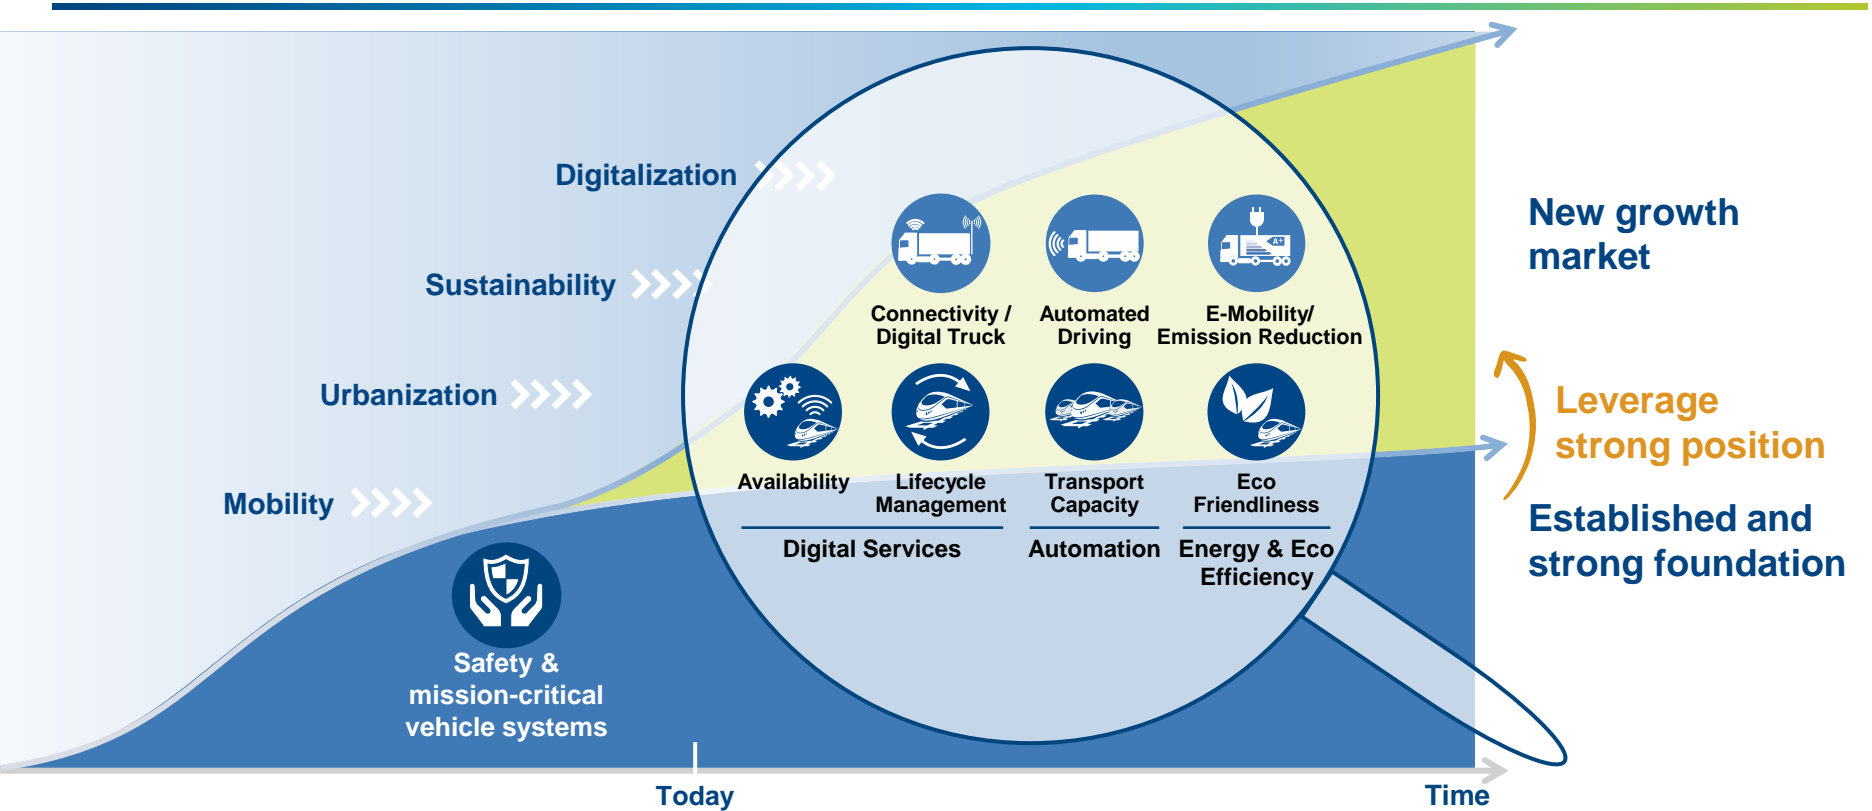 Digitalization
Sustainability
Urbanization
Mobility
Safety &
mission-critical
vehicle systems
A+
Connectivity /
Digital Truck
Automated
Driving
E-Mobility/
Emission Reduction
Availability
Lifecycle
Management
Transport
Capacity
Eco
Friendliness
Digital Services
Automation
Energy & Eco
Efficiency
New growth
market
Leverage
strong position
Established and
strong foundation
Today
Time